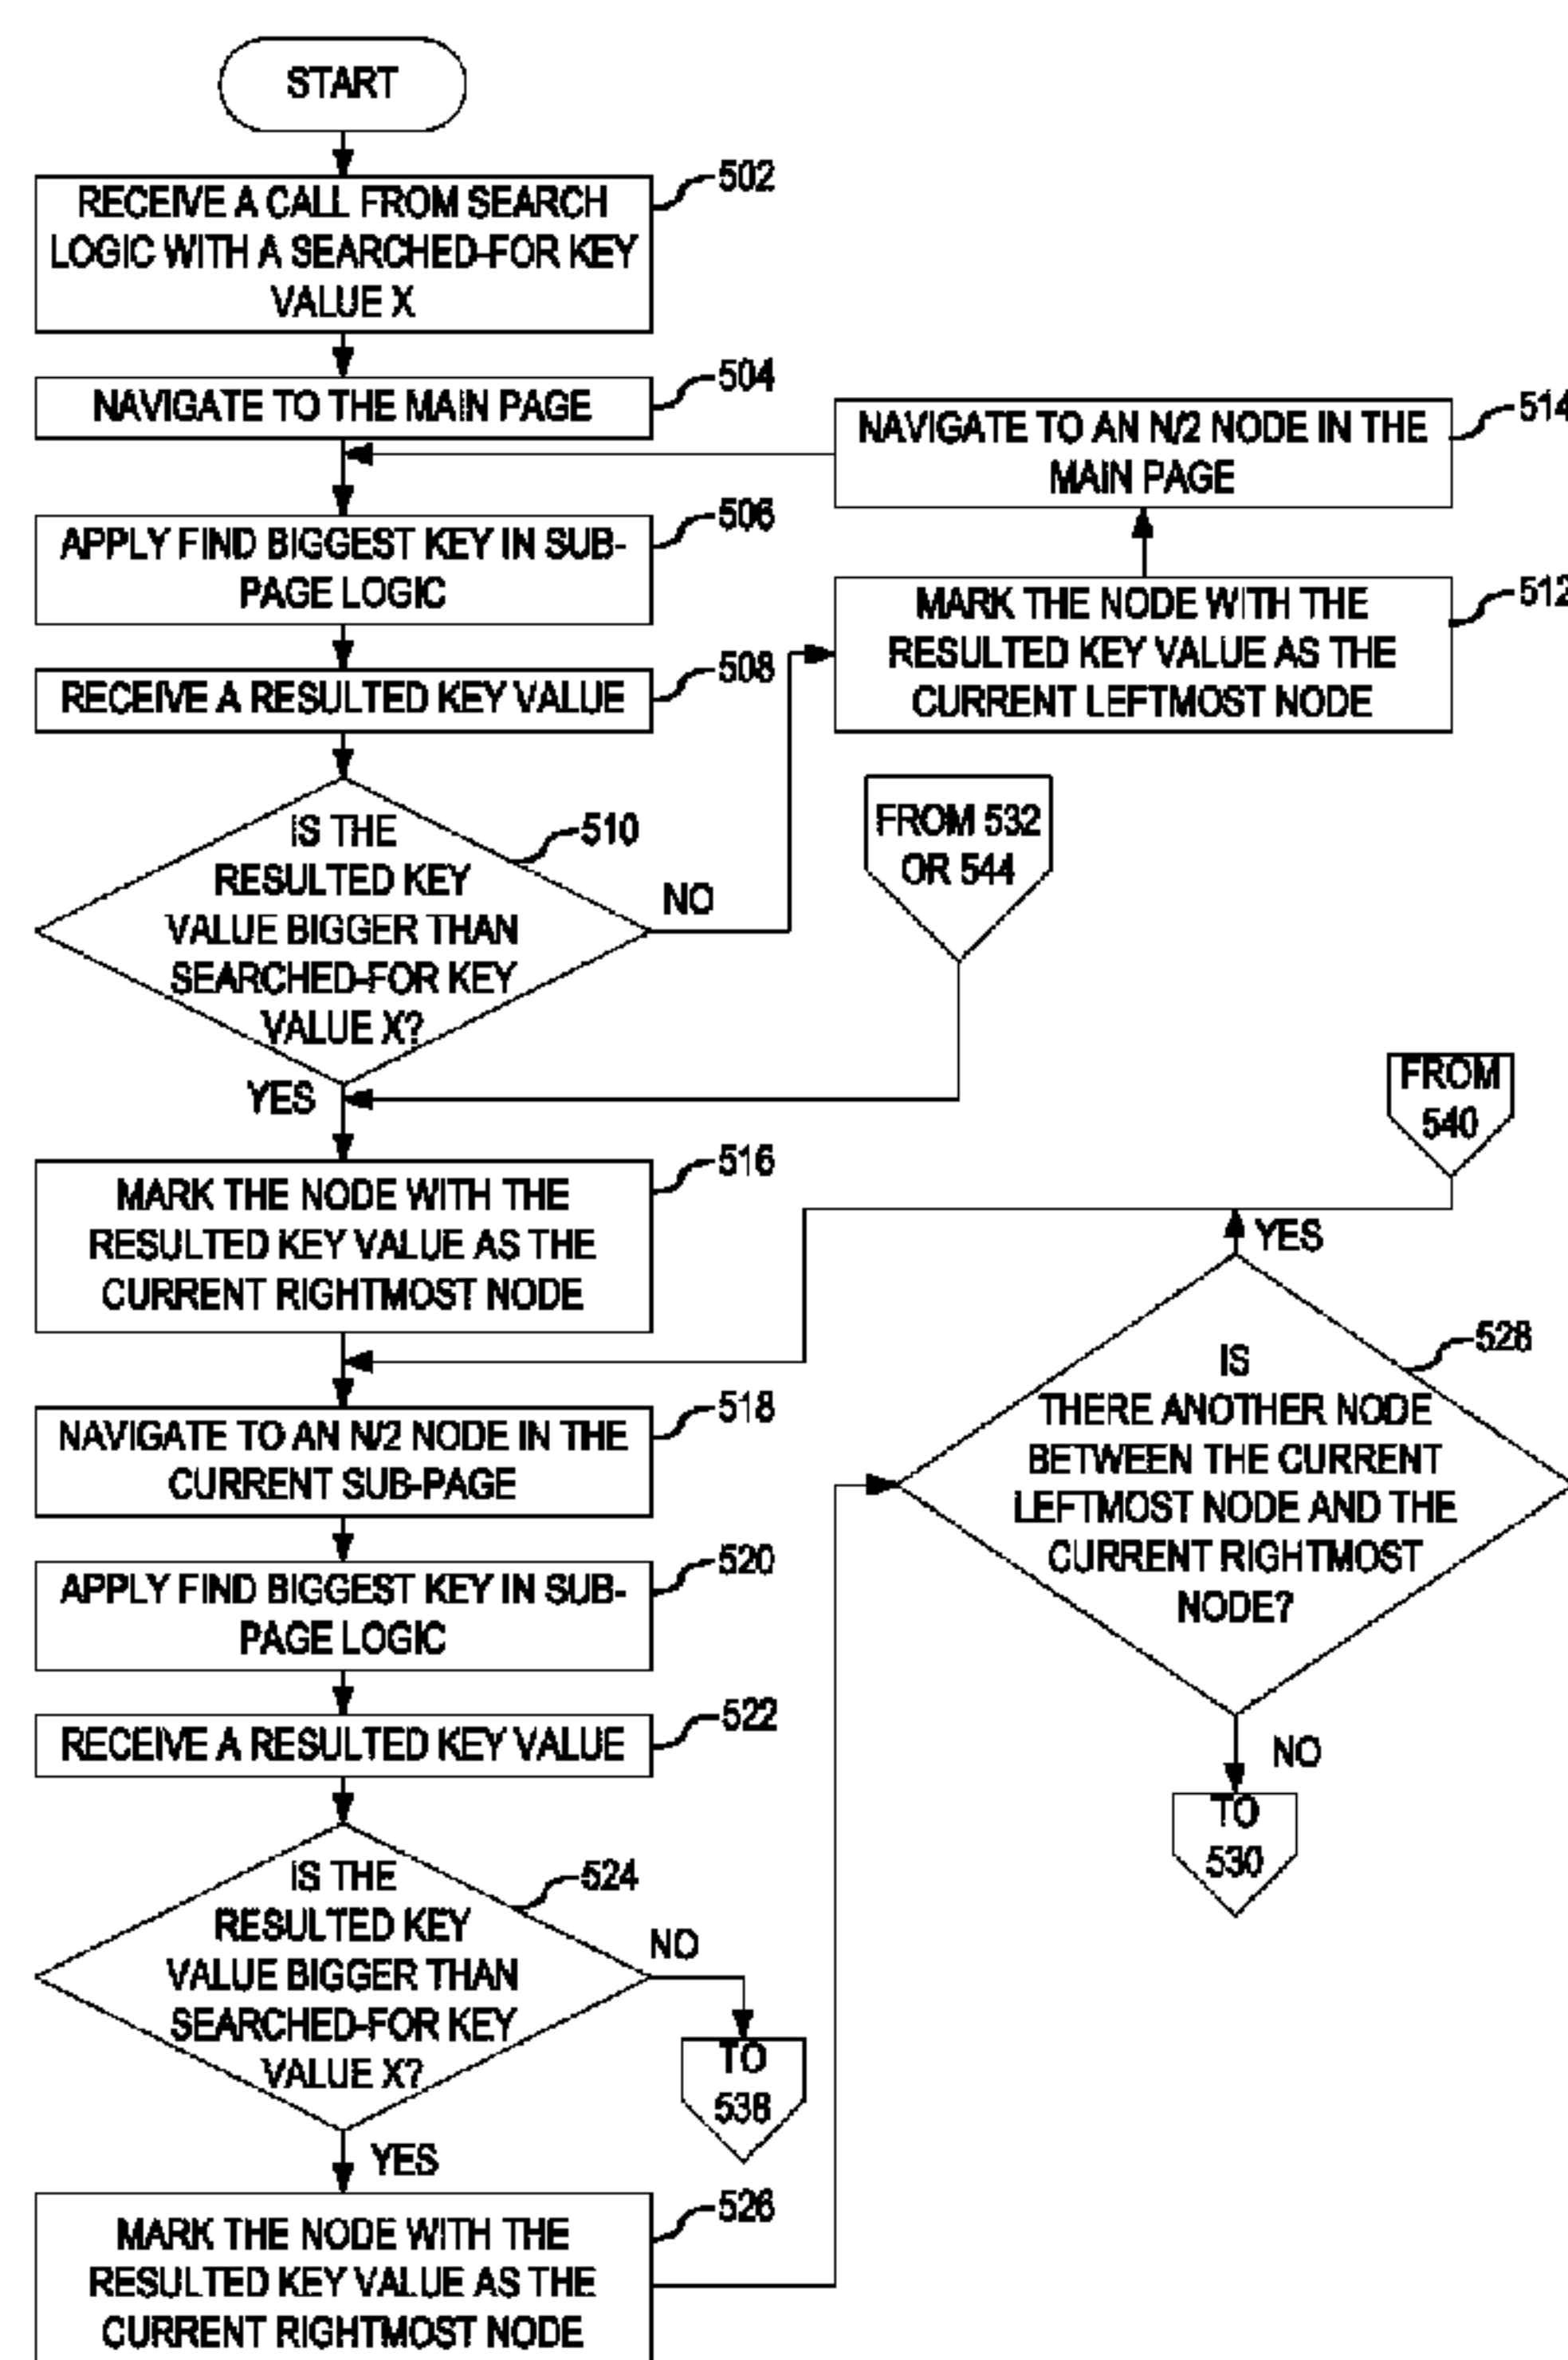 START
502
RECEIVE A CALL FROM SEARCH
LOGIC WITH A SEARCHED-FOR KEY
VALUE X
504
NAVIGATE TO THE MAIN PAGE
514
NAVIGATE TO AN N/2 NODE IN THE
MAIN PAGE
506
APPLY FIND BIGGEST KEY IN SUB-
PAGE LOGIC
512
MARK THE NODE WITH THE
RESULTED KEY VALUE AS THE
CURRENT LEFTMOST NODE
508
RECEIVE A RESULTED KEY VALUE
510
IS THE
RESULTED KEY
VALUE BIGGER THAN
SEARCHED-FOR KEY
VALUE X?
NO
FROM 532
OR 544
YES
FROM
540
516
MARK THE NODE WITH THE
RESULTED KEY VALUE AS THE
CURRENT RIGHTMOST NODE
YES
528
IS
THERE ANOTHER NODE
BETWEEN THE CURRENT
LEFTMOST NODE AND THE
CURRENT RIGHTMOST
NODE?
518
NAVIGATE TO AN N/2 NODE IN THE
CURRENT SUB-PAGE
520
APPLY FIND BIGGEST KEY IN SUB-
PAGE LOGIC
522
RECEIVE A RESULTED KEY VALUE
NO
TO
530
524
IS THE
RESULTED KEY
VALUE BIGGER THAN
SEARCHED-FOR KEY
VALUE X?
NO
TO
538
YES
526
MARK THE NODE WITH THE
RESULTED KEY VALUE AS THE
CURRENT RIGHTMOST NODE